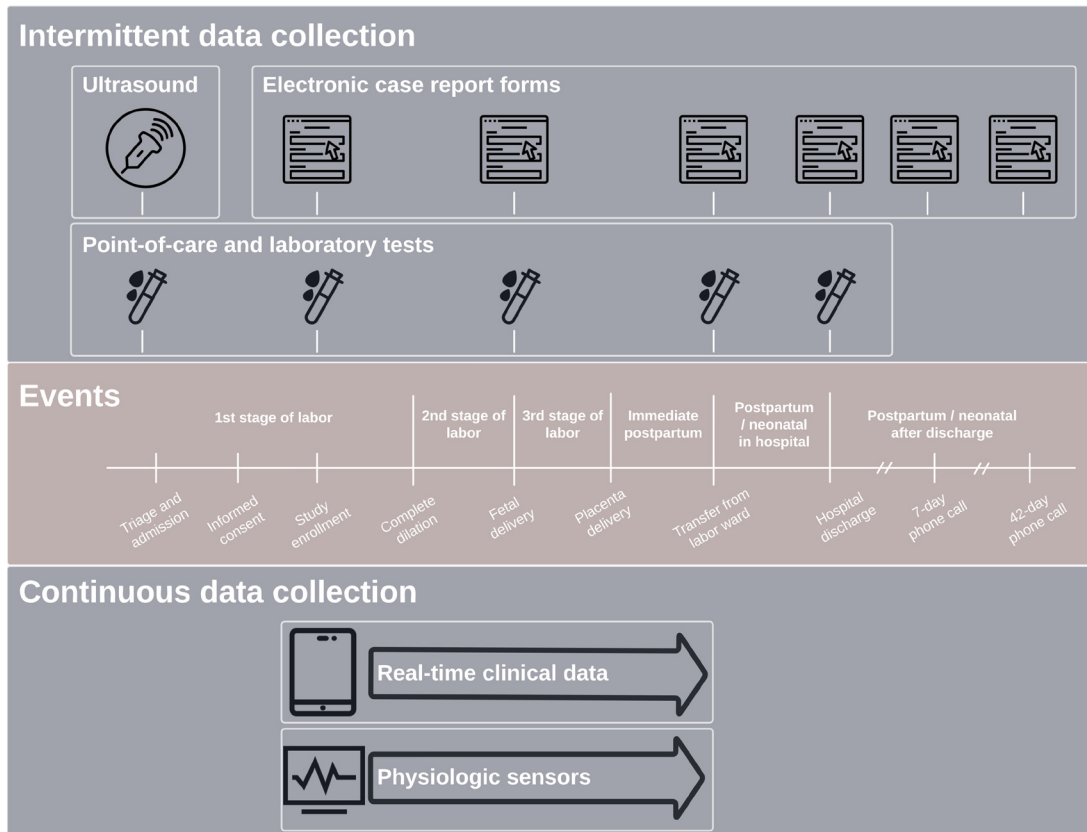 Intermittent data collection
Ultrasound
Electronic case report forms
Point-of-care and laboratory tests
Events
1st stage of labor
2nd stage of
labor
3rd stage of
labor
Immediate
postpartum
Postpartum
/ neonatal
in hospital
Postpartum / neonatal
after discharge
Triage and
admission
Informed
consent
Study
enrollment
Complete
dilation
Fetal
delivery
Placenta
delivery
Transfer from
labor ward
Hospital
discharge
7-day
phone call
42-day
phone call
Continuous data collection
Real-time clinical data
Physiologic sensors